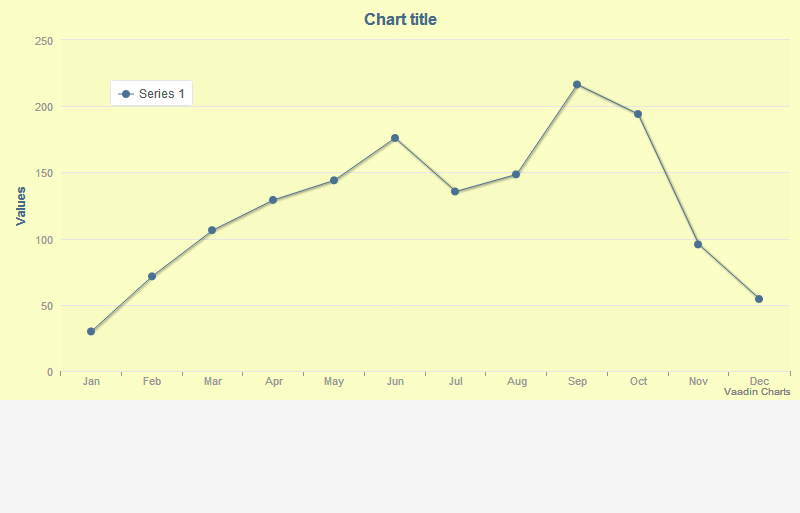 Chart title
250
Series 1
200
150
Values
100
50
0
Jan Feb Mar Apr May Jun Jul Aug Sep Oct Nov Dec
Vaadin Charts